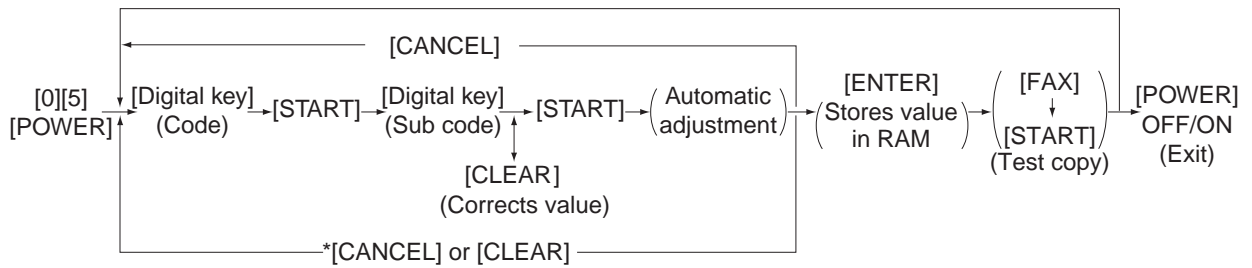 [CANCEL]
[0][5]
[POWER]
[Digital key]
(Code)
[START]
[Digital key]
(Sub code)
[START]
(Automatic
adjustment)
[CLEAR]
(Corrects value)
[ENTER]
(Stores value
in RAM)
([FAX]
[START])
(Test copy)
[POWER]
OFF/ON
(Exit)
*[CANCEL] or [CLEAR]